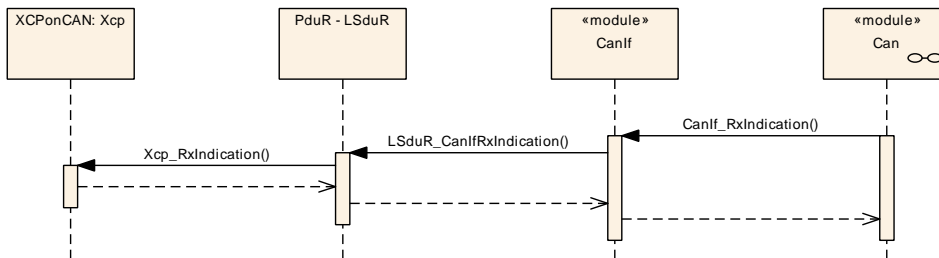 XCPonCAN: Xcp
PduR - LSduR
«module»
CanIf
«module»
Can
CanIf_RxIndication()
LSduR_CanIfRxIndication()
Xcp_RxIndication()